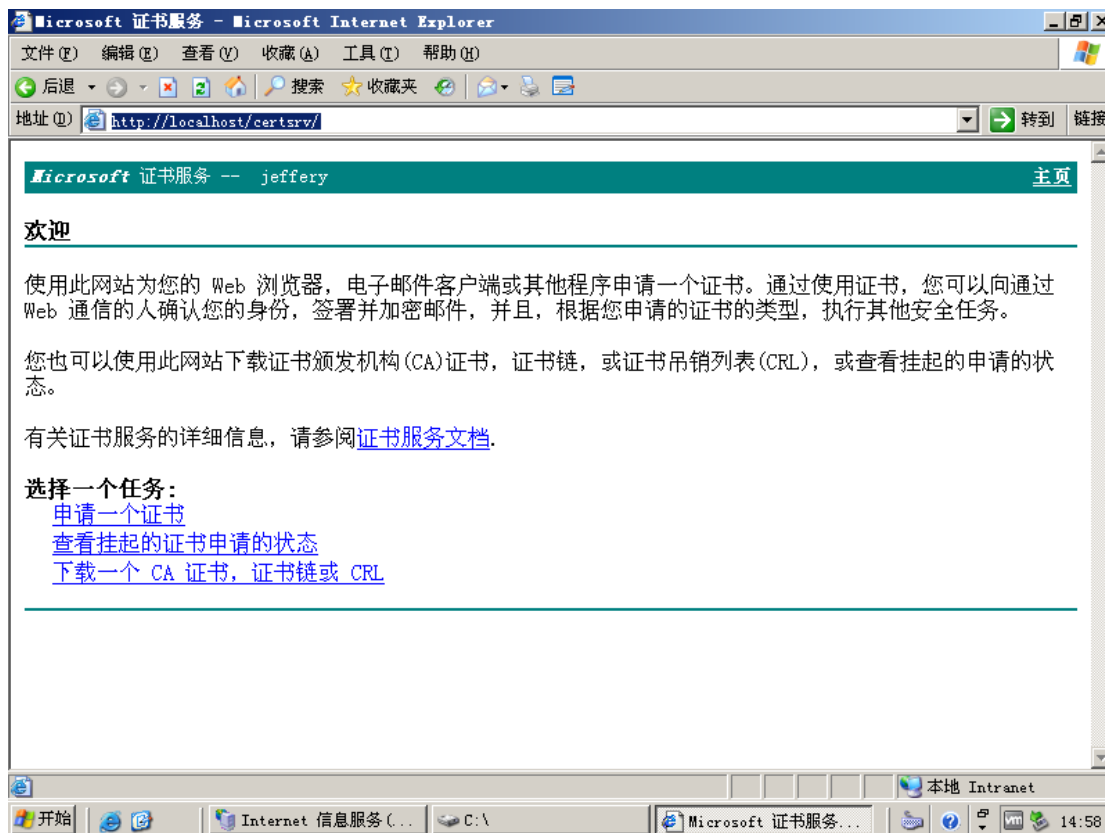 Microsoft 证书服务 - Microsoft Internet Explorer
文件(F) 编辑(E) 查看(V) 收藏(A) 工具(T) 帮助(H)
后退 搜索 收藏夹
地址(D) http://localhost/certsrv/ 转到 链接
Microsoft 证书服务 -- jeffery 主页
欢迎
使用此网站为您的 Web 浏览器，电子邮件客户端或其他程序申请一个证书。通过使用证书，您可以向通过
Web 通信的人确认您的身份，签署并加密邮件，并且，根据您申请的证书的类型，执行其他安全任务。
您也可以使用此网站下载证书颁发机构(CA)证书，证书链，或证书吊销列表(CRL)，或查看挂起的申请的状
态。
有关证书服务的详细信息，请参阅证书服务文档.
选择一个任务:
申请一个证书
查看挂起的证书申请的状态
下载一个 CA 证书，证书链或 CRL
本地 Intranet
开始 Internet 信息服务(... C:\ Microsoft 证书服务... 14:58